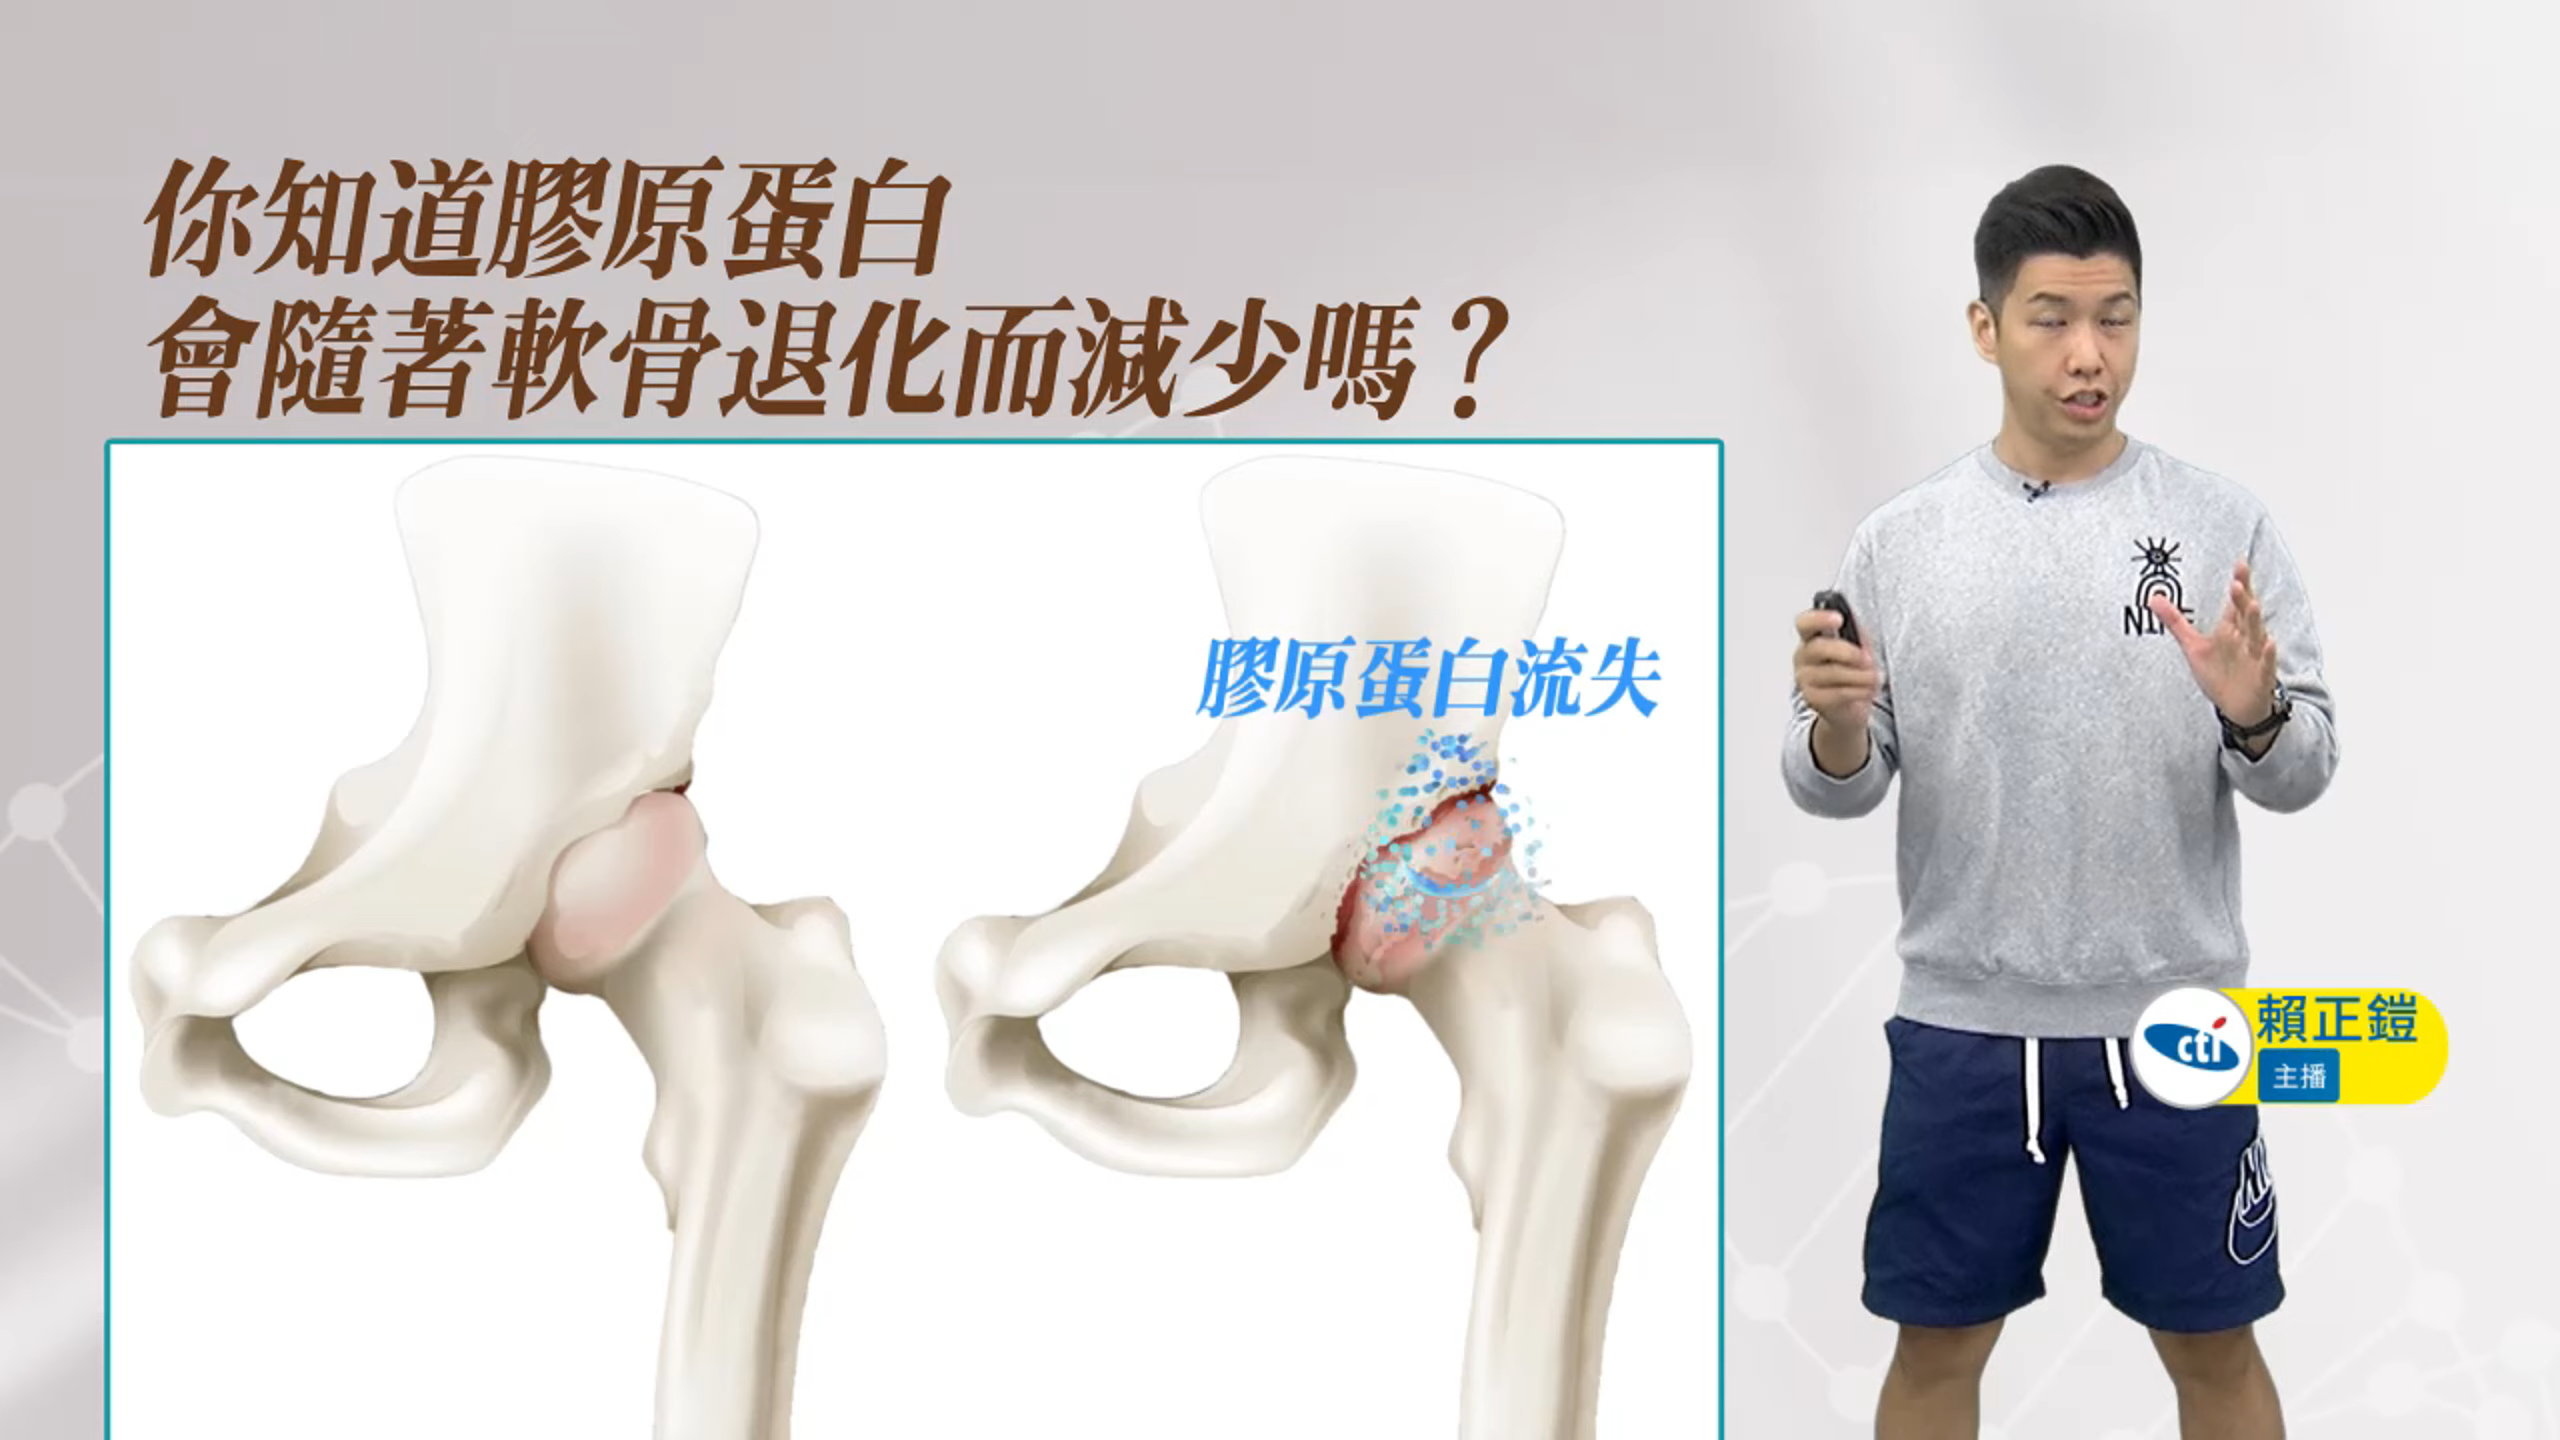 你知道膠原蛋白
會隨著軟骨退化而減少嗎？
膠原蛋白流失
cti
賴正鎧
主播